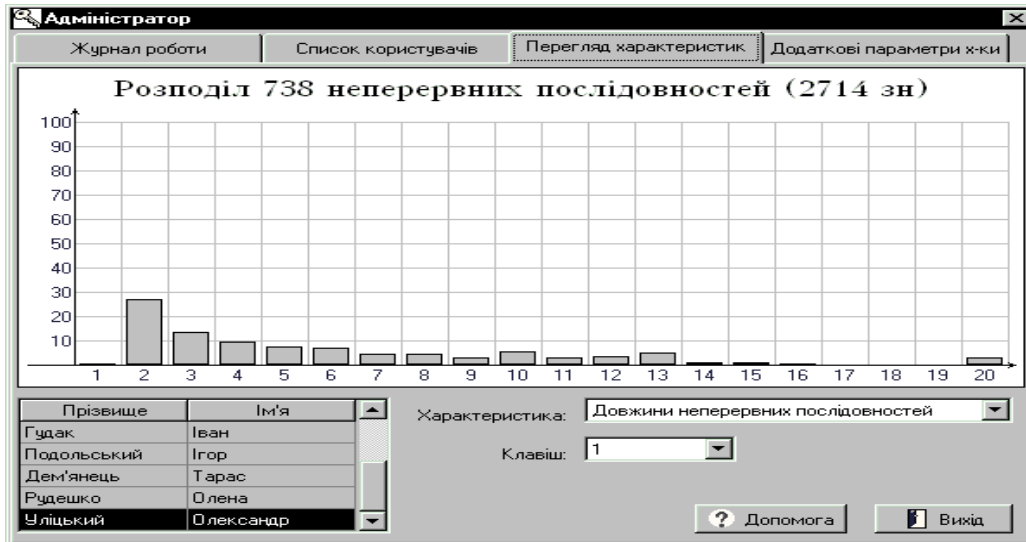 Адміністратор
Журнал роботи Список користувачів Перегляд характеристик Додаткові параметри х-ки
Розподіл 738 неперервних послідовностей (2714 зн)
100
90
80
70
60
50
40
30
20
10
1 2 3 4 5 6 7 8 9 10 11 12 13 14 15 16 17 18 19 20
Прізвище Ім'я
Гудак Іван
Подольський Ігор
Дем'янець Тарас
Рудешко Олена
Уліцький Олександр
Характеристика: Довжини неперервних послідовностей
Клавіш: 1
? Допомога Вихід